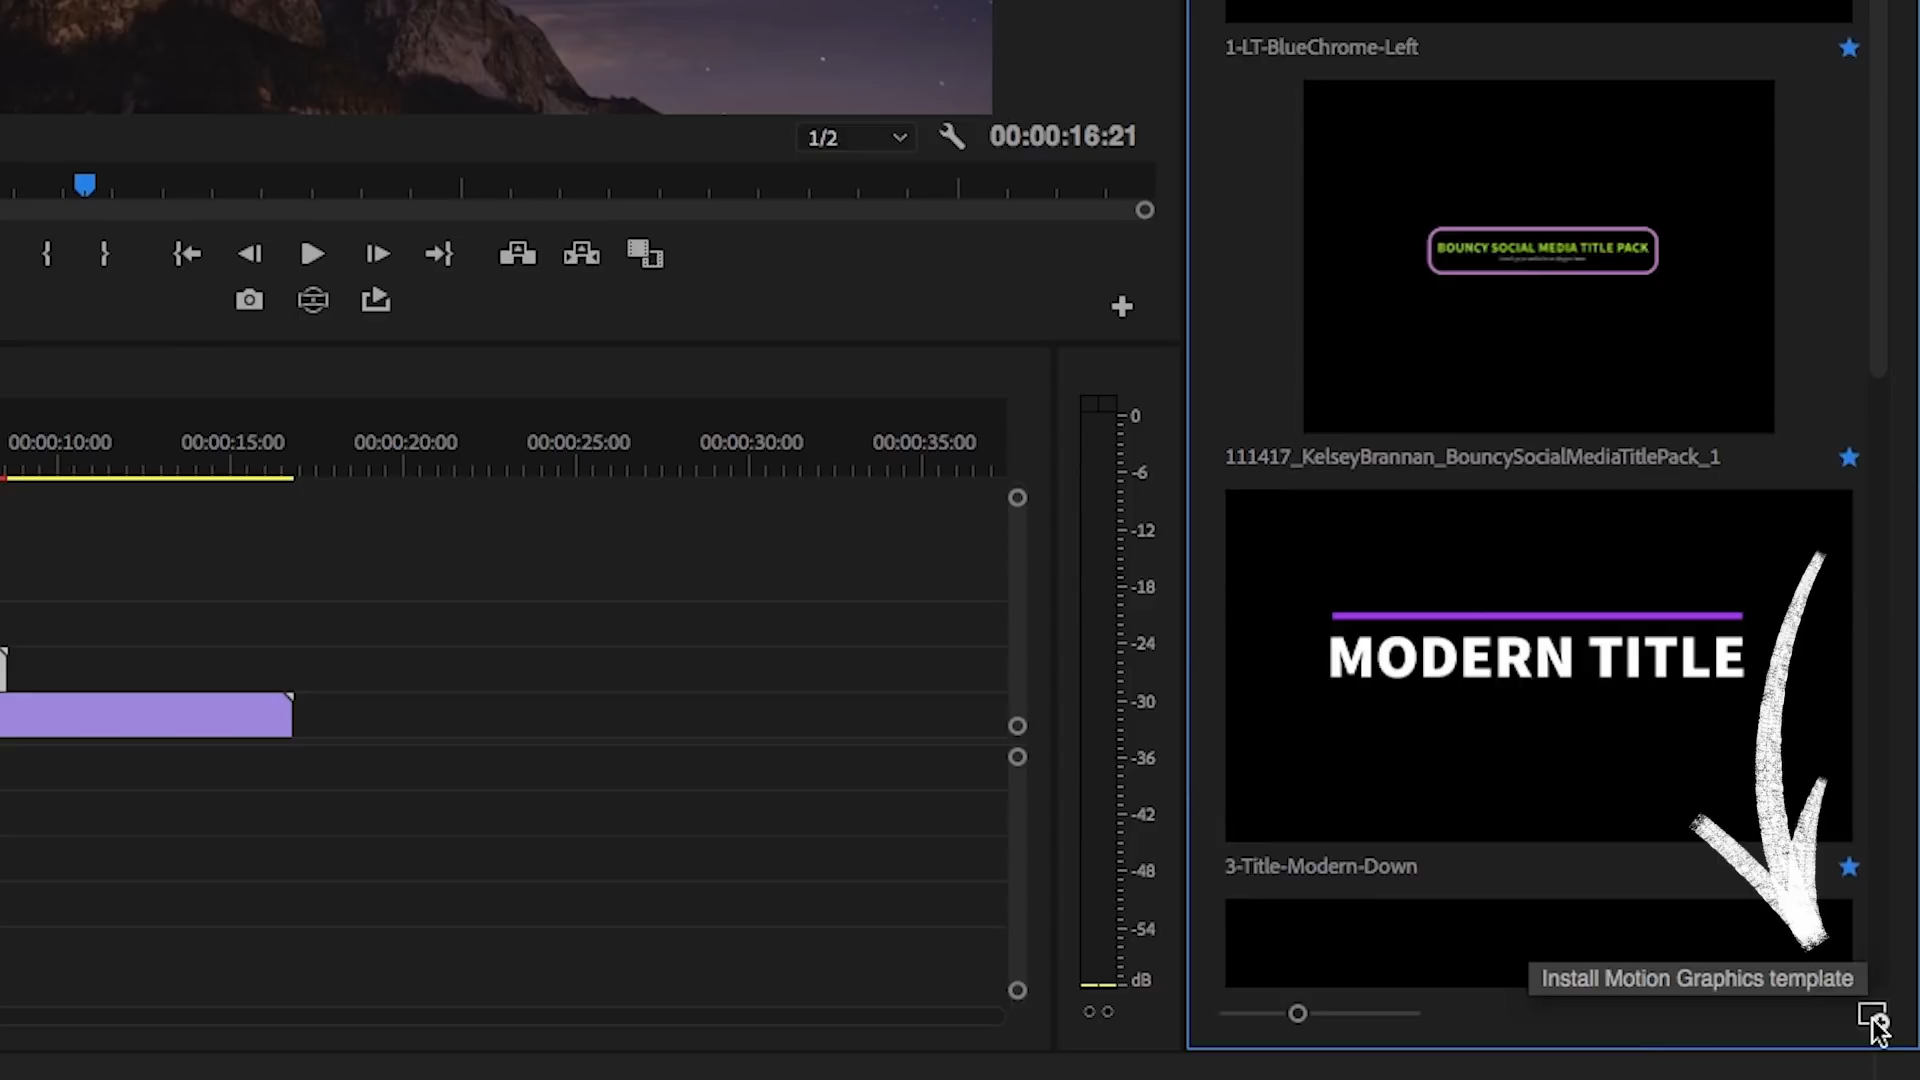 1-LT-BlueChrome-Left
1/2
00:00:16:21
BOUNCY SOCIAL MEDIA TITLE PACK
111417_KelseyBrannan_BouncySocialMediaTitlePack_1
00:00:10:00 00:00:15:00 00:00:20:00 00:00:25:00 00:00:30:00 00:00:35:00
0
-6
-12
-18
-24
-30
-36
-42
-48
-54
dB
MODERN TITLE
3-Title-Modern-Down
Install Motion Graphics template